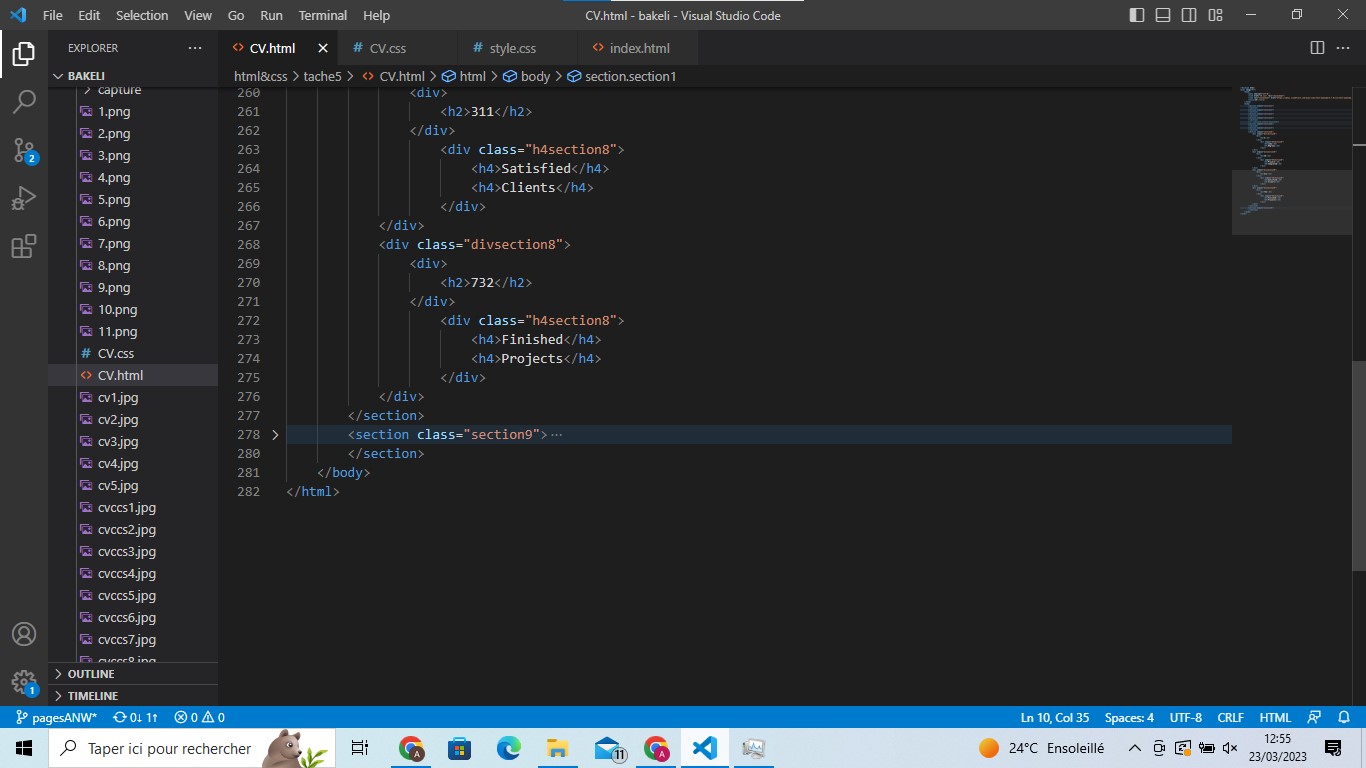 File Edit Selection View Go Run Terminal Help
CV.html - bakeli - Visual Studio Code
EXPLORER
CV.html
CV.css
style.css
index.html
BAKELI
html&css > tache5 > CV.html > html > body > section.section1
capture
1.png
2.png
3.png
4.png
5.png
6.png
7.png
8.png
9.png
10.png
11.png
CV.css
CV.html
cv1.jpg
cv2.jpg
cv3.jpg
cv4.jpg
cv5.jpg
cvccs1.jpg
cvccs2.jpg
cvccs3.jpg
cvccs4.jpg
cvccs5.jpg
cvccs6.jpg
cvccs7.jpg
cvccs8.jpg
OUTLINE
TIMELINE
2
1
260 <div>
261 <h2>311</h2>
262 </div>
263 <div class="h4section8">
264 <h4>Satisfied</h4>
265 <h4>Clients</h4>
266 </div>
267 </div>
268 <div class="divsection8">
269 <div>
270 <h2>732</h2>
271 </div>
272 <div class="h4section8">
273 <h4>Finished</h4>
274 <h4>Projects</h4>
275 </div>
276 </div>
277 </section>
278 <section class="section9">…
280 </section>
281 </body>
282 </html>
pagesANW* 0↓ 1↑ 0 0
Ln 10, Col 35 Spaces: 4 UTF-8 CRLF HTML
Taper ici pour rechercher
A
11
A
24°C Ensoleillé
12:55
23/03/2023